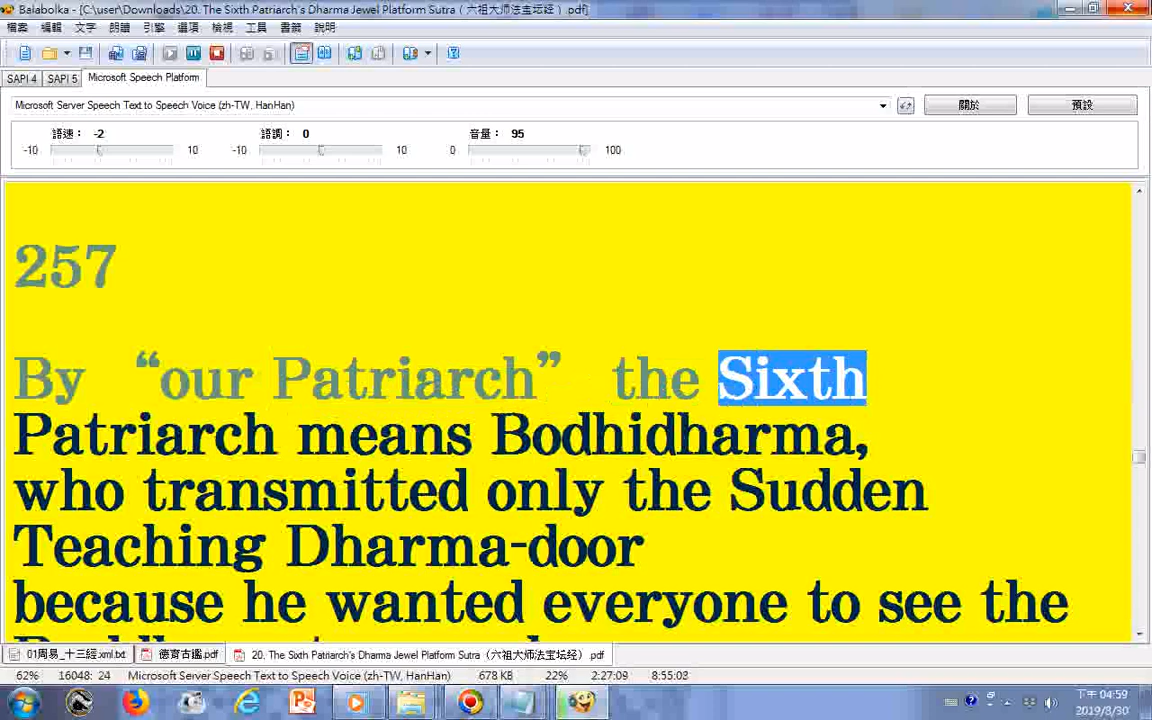 Balabolka - [C:\user\Downloads\20. The Sixth Patriarch's Dharma Jewel Platform Sutra（六祖大师法宝坛经）.pdf]
檔案 編輯 文字 朗讀 引擎 選項 檢視 工具 書籤 說明
SAPI 4 SAPI 5 Microsoft Speech Platform
Microsoft Server Speech Text to Speech Voice (zh-TW, HanHan) 關於 預設
語速： -2 語調： 0 音量： 95
-10 10 -10 10 0 100
257
By “our Patriarch” the Sixth
Patriarch means Bodhidharma,
who transmitted only the Sudden
Teaching Dharma-door
because he wanted everyone to see the
01周易_十三經.xml.txt 德育古鑑.pdf 20. The Sixth Patriarch's Dharma Jewel Platform Sutra（六祖大师法宝坛经）.pdf
62% 16048: 24 Microsoft Server Speech Text to Speech Voice (zh-TW, HanHan) 678 KB 22% 2:27:09 8:55:03
下午 04:59
2019/8/30